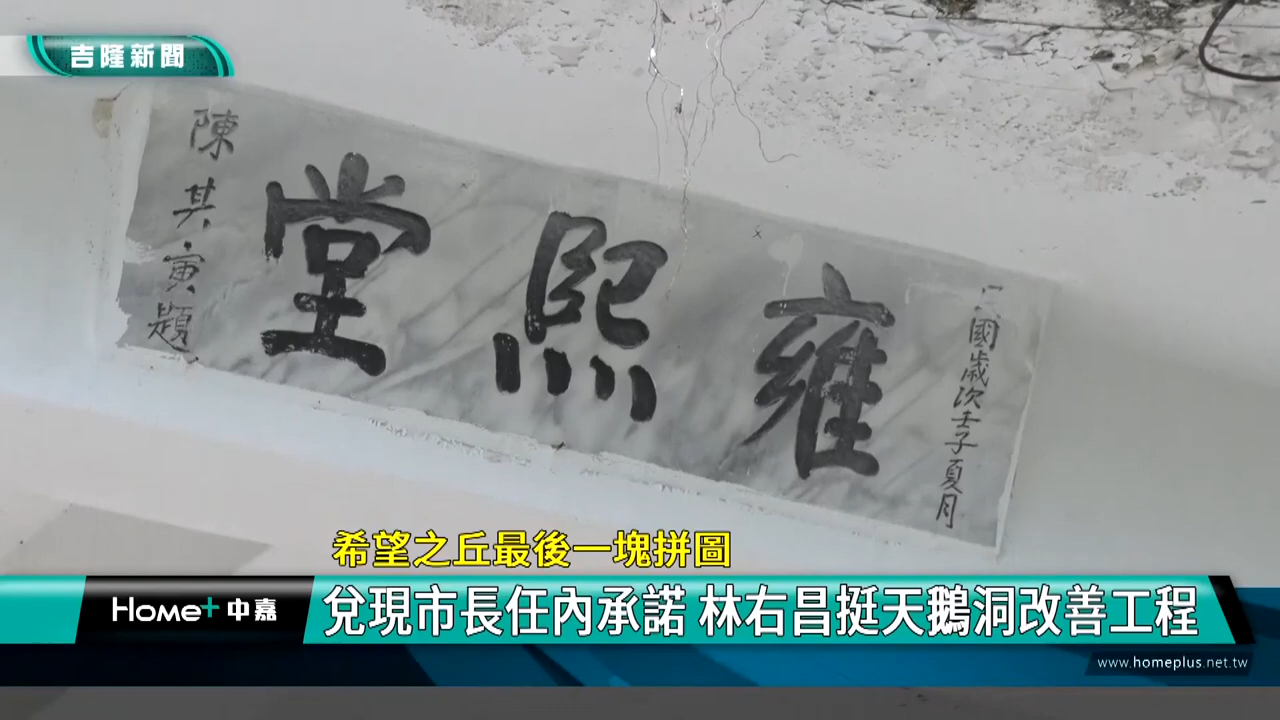 吉隆新聞
國歲次壬子夏月
雍熙堂
陳其寅題
希望之丘最後一塊拼圖
Home+中嘉
兌現市長任內承諾 林右昌挺天鵝洞改善工程
www.homeplus.net.tw